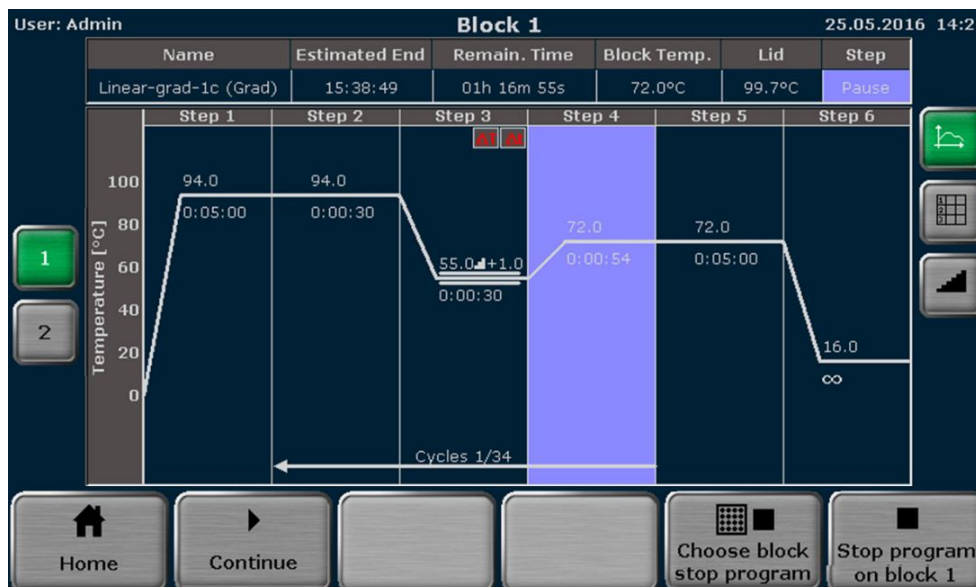 User: Admin Block 1 25.05.2016 14:2
Name Estimated End Remain. Time Block Temp. Lid Step
Linear-grad-1c (Grad) 15:38:49 01h 16m 55s 72.0°C 99.7°C Pause
Step 1 Step 2 Step 3 Step 4 Step 5 Step 6
100 94.0 94.0
0:05:00 0:00:30
80 72.0 72.0
0:00:54 0:05:00
1
Temperature [°C]
60 55.0 +1.0
0:00:30
2
40
20 16.0
∞
0
Cycles 1/34
Home Continue Choose block stop program Stop program on block 1